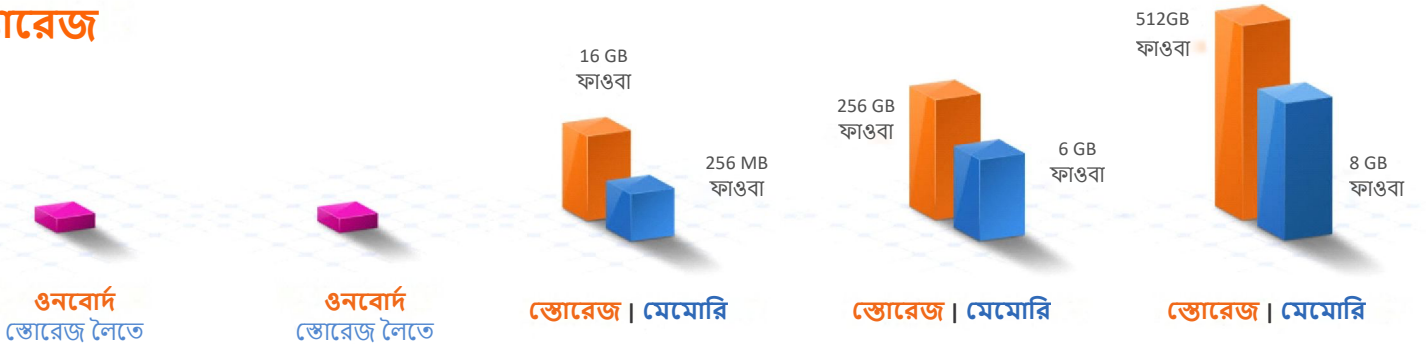 512GB
ফাওবা
16 GB
ফাওবা
256 GB
ফাওবা
256 MB
ফাওবা
6 GB
ফাওবা
8 GB
ফাওবা
ওনবোর্দ
স্তোরেজ লৈতে
ওনবোর্দ
স্তোরেজ লৈতে
স্তোরেজ | মেমোরি
স্তোরেজ | মেমোরি
স্তোরেজ | মেমোরি